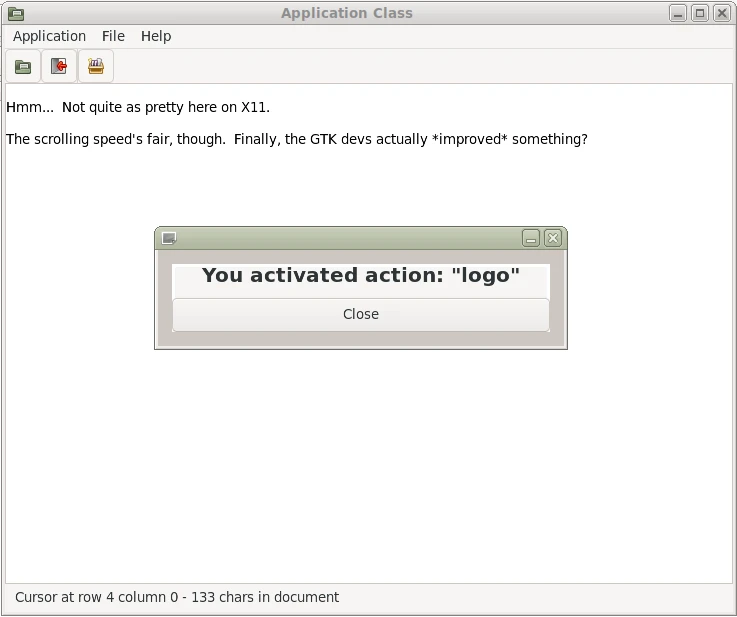 Application Class
Application File Help
Hmm...  Not quite as pretty here on X11.
The scrolling speed's fair, though.  Finally, the GTK devs actually *improved* something?
You activated action: "logo"
Close
Cursor at row 4 column 0 - 133 chars in document